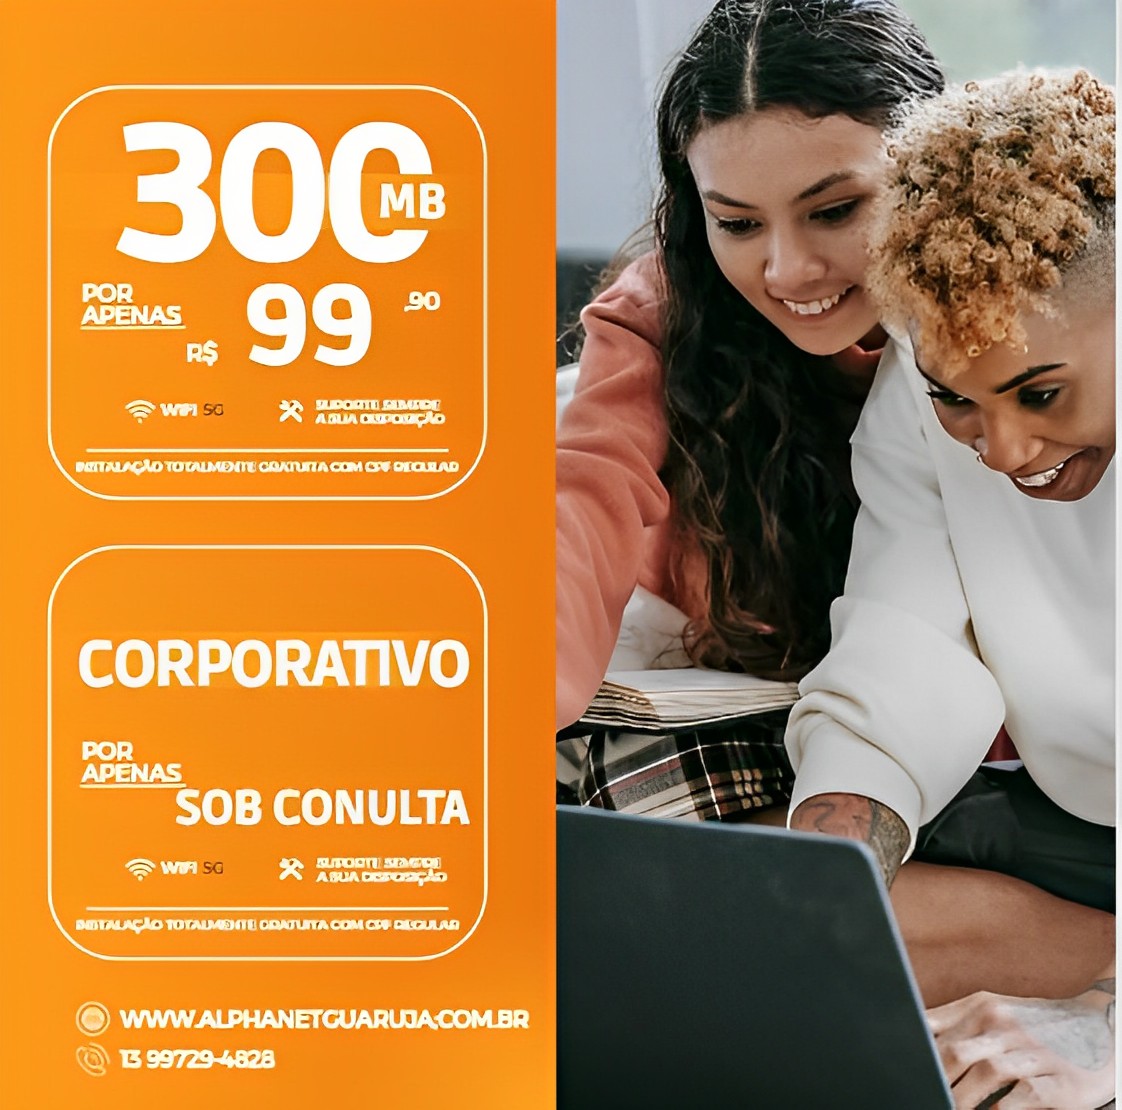 300 MB
POR
APENAS
R$ 99 ,90
WIFI 5G
SUPORTE SEMPRE
A SUA DISPOSIÇÃO
INSTALAÇÃO TOTALMENTE GRATUITA COM CPF REGULAR
CORPORATIVO
POR
APENAS
SOB CONULTA
WIFI 5G
SUPORTE SEMPRE
A SUA DISPOSIÇÃO
INSTALAÇÃO TOTALMENTE GRATUITA COM CPF REGULAR
WWW.ALPHANETGUARUJA;COM.BR
13 99729-4828